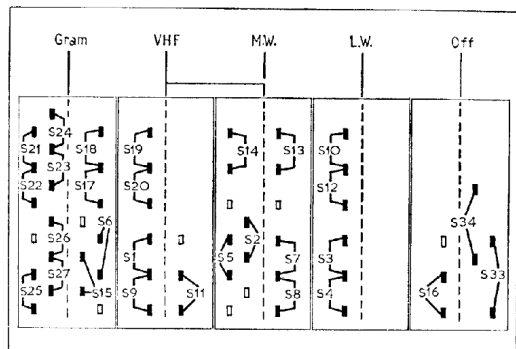 Gram VHF M.W. L.W. Off
S24
S21 S18 S19 S14 S13 S10
S23
S22 S17 S20 S12
S6 S34
S26 S2
S1 S5 S7 S3
S27 S33
S25 S15 S9 S11 S8 S4 S16